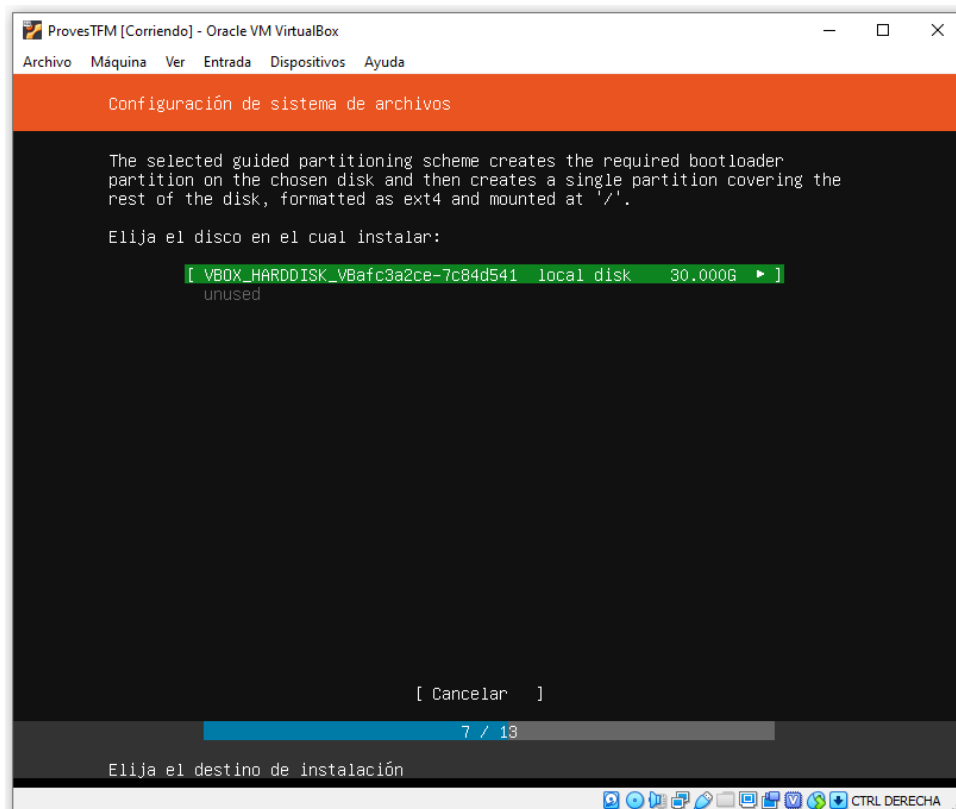 ProvesTFM [Corriendo] - Oracle VM VirtualBox
Archivo Máquina Ver Entrada Dispositivos Ayuda
Configuración de sistema de archivos
The selected guided partitioning scheme creates the required bootloader
partition on the chosen disk and then creates a single partition covering the
rest of the disk, formatted as ext4 and mounted at '/'.
Elija el disco en el cual instalar:
[ VBOX_HARDDISK_VBafc3a2ce-7c84d541 local disk 30.000G ▸ ]
unused
[ Cancelar ]
7 / 13
Elija el destino de instalación
CTRL DERECHA